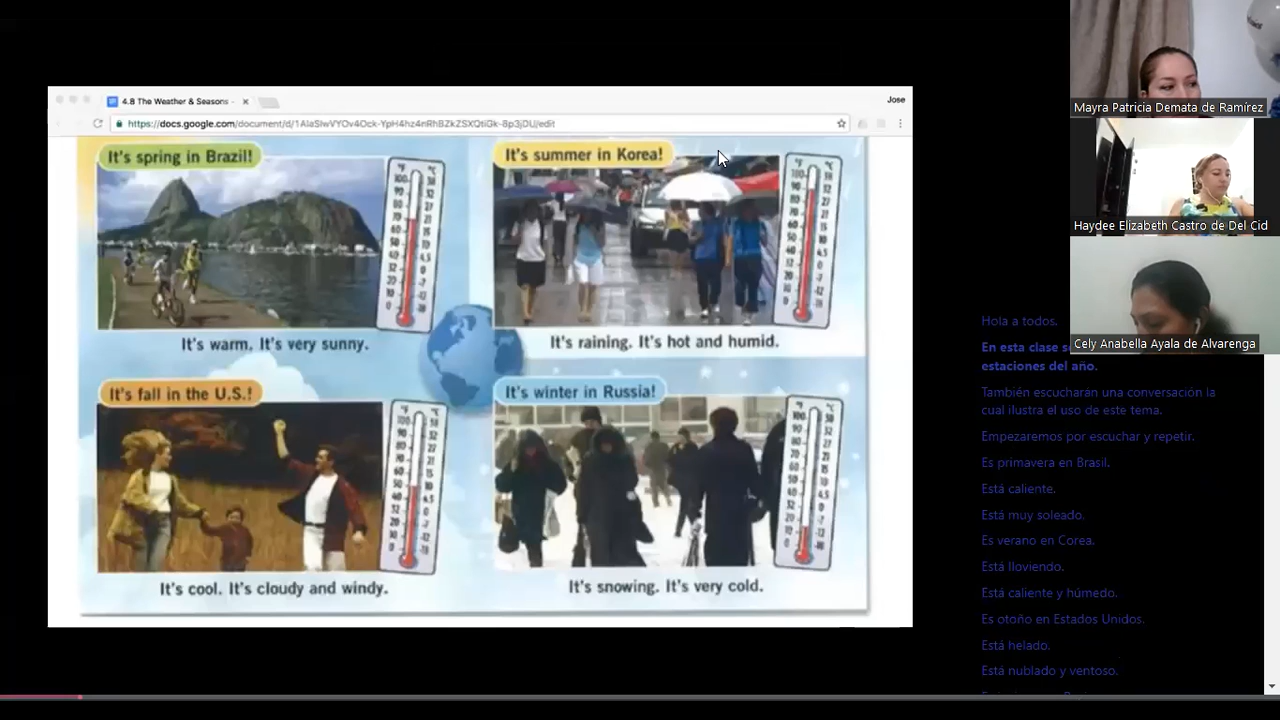 4.8 The Weather & Seasons -
Jose
It's spring in Brazil!
It's warm. It's very sunny.
It's summer in Korea!
It's raining. It's hot and humid.
It's fall in the U.S.!
It's cool. It's cloudy and windy.
It's winter in Russia!
It's snowing. It's very cold.
Mayra Patricia Demata de Ramírez
Haydee Elizabeth Castro de Del Cid
Cely Anabella Ayala de Alvarenga
Hola a todos.
En esta clase
estaciones del año.
También escucharán una conversación la
cual ilustra el uso de este tema.
Empezaremos por escuchar y repetir.
Es primavera en Brasil.
Está caliente.
Está muy soleado.
Es verano en Corea.
Está lloviendo.
Está caliente y húmedo.
Es otoño en Estados Unidos.
Está helado.
Está nublado y ventoso.